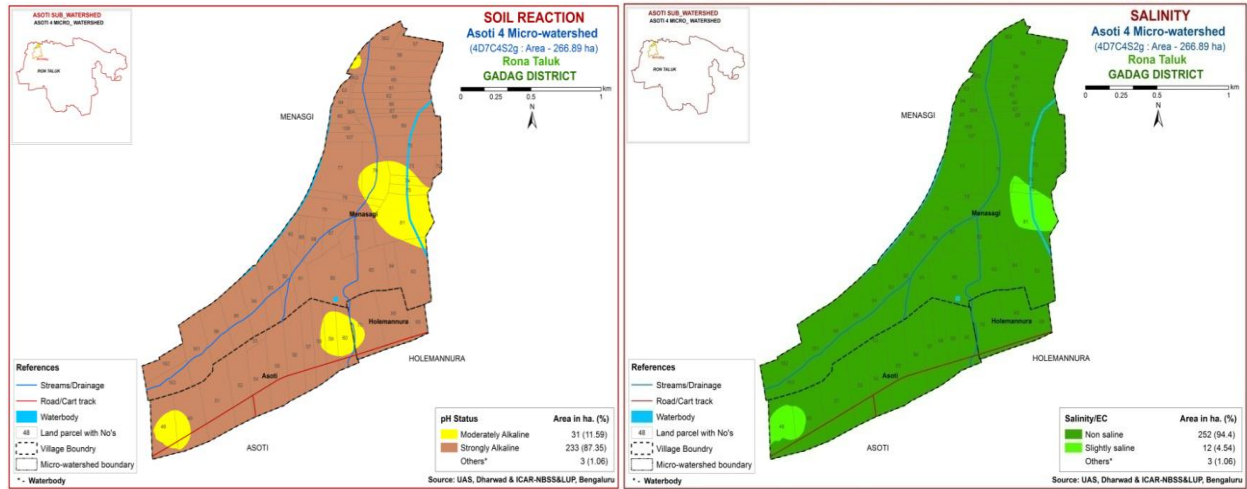 ASOTI SUB_WATERSHED
ASOTI 4 MICRO_ WATERSHED
RON TALUK
SOIL REACTION
Asoti 4 Micro-watershed
(4D7C4S2g : Area - 266.89 ha)
Rona Taluk
GADAG DISTRICT
0 0.25 0.5 1 km
N
MENASGI
Menasagi
Holemannura
HOLEMANNURA
Asoti
ASOTI
References
Streams/Drainage
Road/Cart track
Waterbody
48 Land parcel with No's
Village Boundry
Micro-watershed boundary
* - Waterbody
pH Status Area in ha. (%)
Moderately Alkaline 31 (11.59)
Strongly Alkaline 233 (87.35)
Others* 3 (1.06)
Source: UAS, Dharwad & ICAR-NBSS&LUP, Bengaluru
ASOTI SUB_WATERSHED
ASOTI 4 MICRO_ WATERSHED
RON TALUK
SALINITY
Asoti 4 Micro-watershed
(4D7C4S2g : Area - 266.89 ha)
Rona Taluk
GADAG DISTRICT
0 0.25 0.5 1 km
N
MENASGI
Menasagi
Holemannura
HOLEMANNURA
Asoti
ASOTI
References
Streams/Drainage
Road/Cart track
Waterbody
48 Land parcel with No's
Village Boundry
Micro-watershed boundary
* - Waterbody
Salinity/EC Area in ha. (%)
Non saline 252 (94.4)
Slightly saline 12 (4.54)
Others* 3 (1.06)
Source: UAS, Dharwad & ICAR-NBSS&LUP, Bengaluru